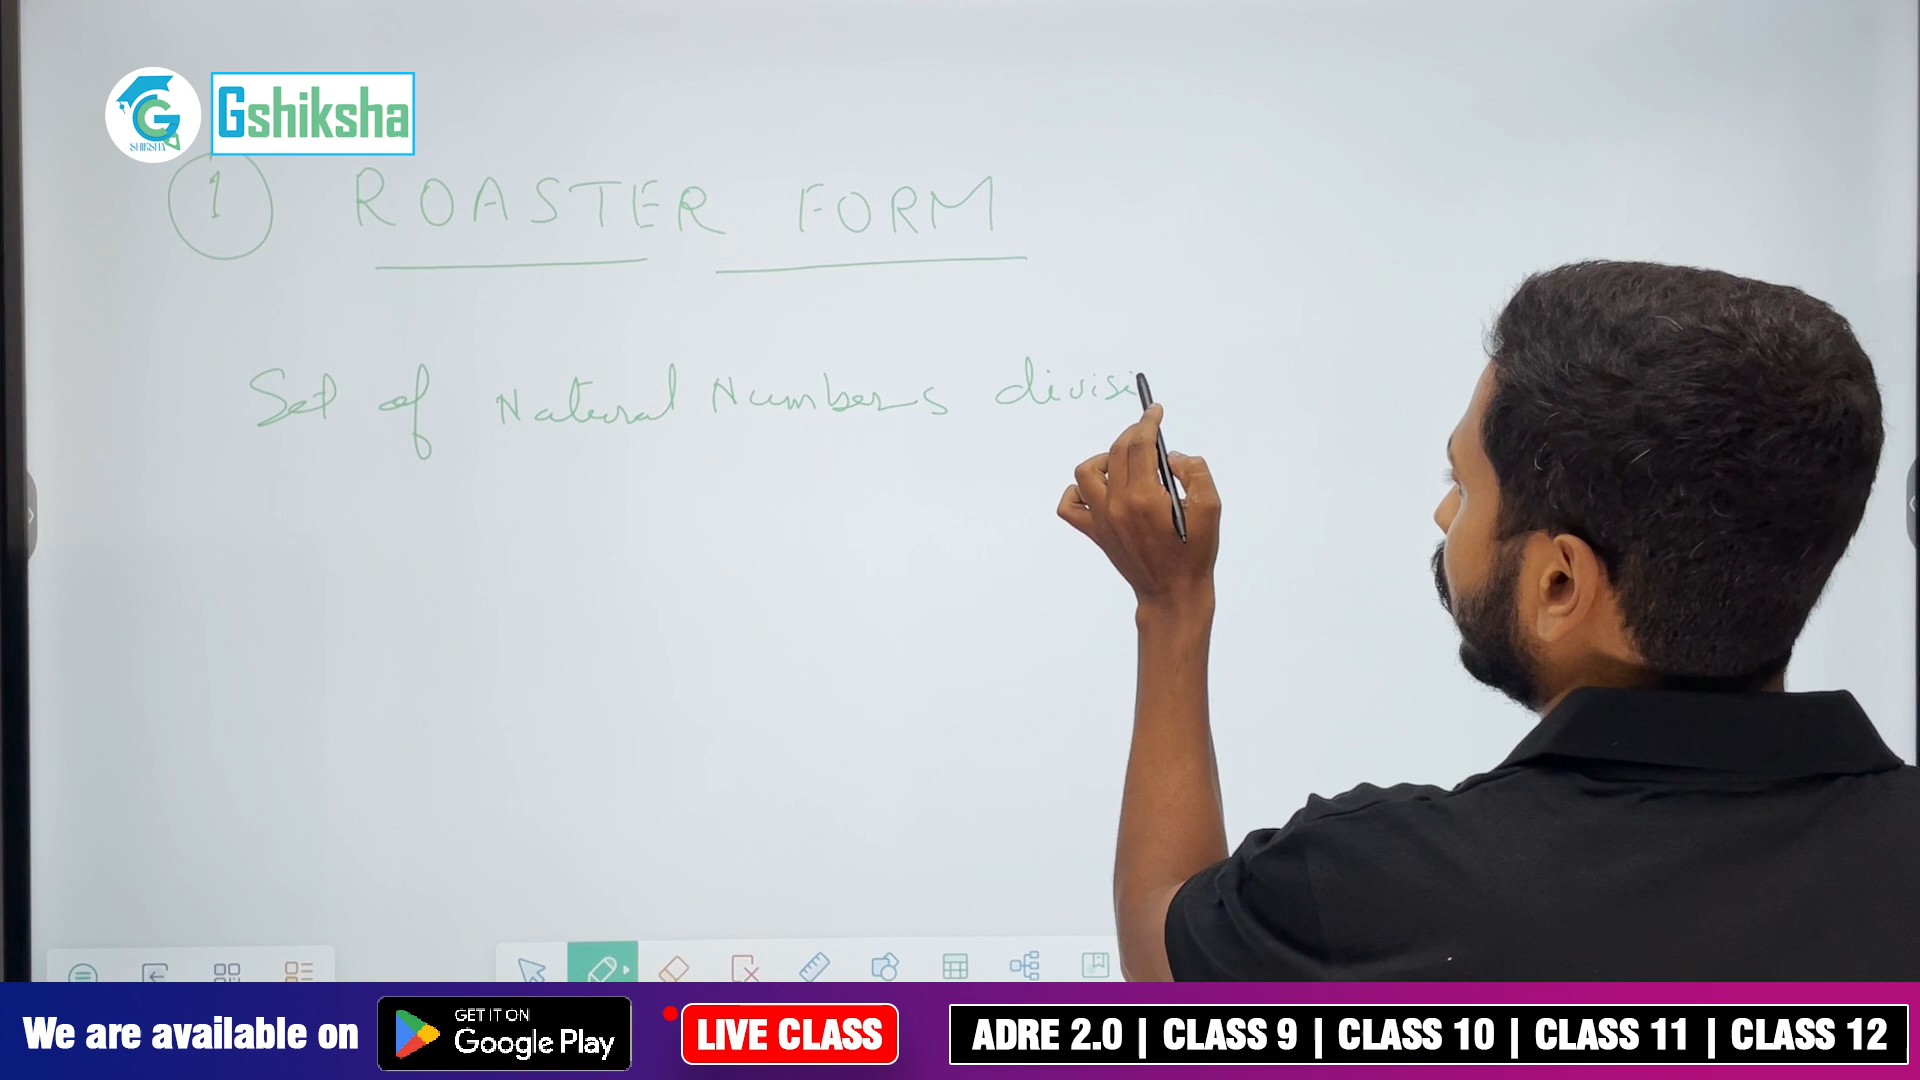 SHIKSHA
Gshiksha
1 ROASTER FORM
Set of Natural Numbers divisi
We are available on
GET IT ON
Google Play
LIVE CLASS
ADRE 2.0 | CLASS 9 | CLASS 10 | CLASS 11 | CLASS 12